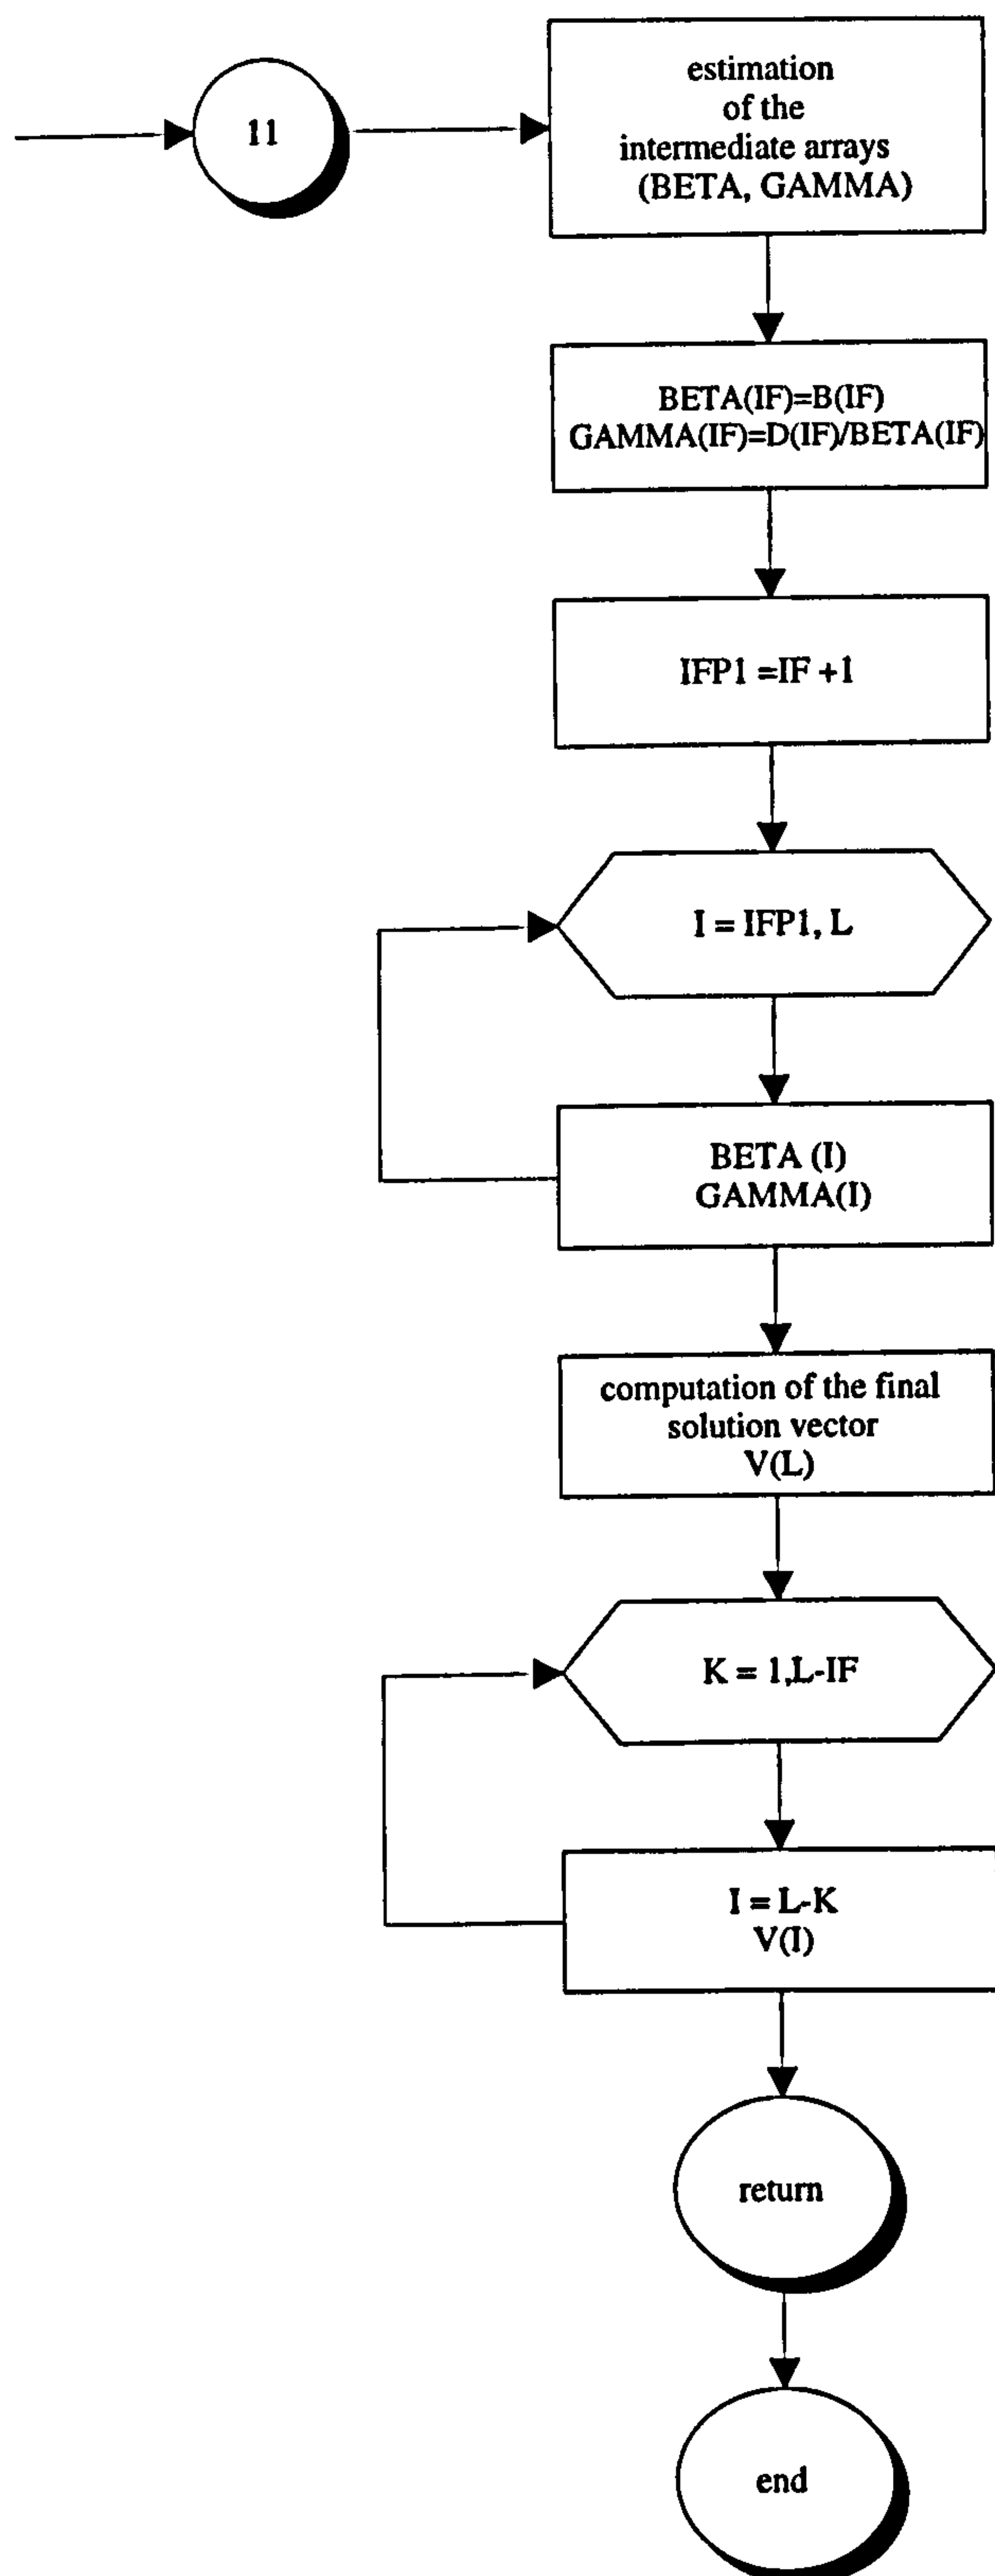 11
estimation
of the
intermediate arrays
(BETA, GAMMA)
BETA(IF)=B(IF)
GAMMA(IF)=D(IF)/BETA(IF)
IFP1 =IF +1
I = IFP1, L
BETA (I)
GAMMA(I)
computation of the final
solution vector
V(L)
K = 1,L-IF
I = L-K
V(I)
return
end